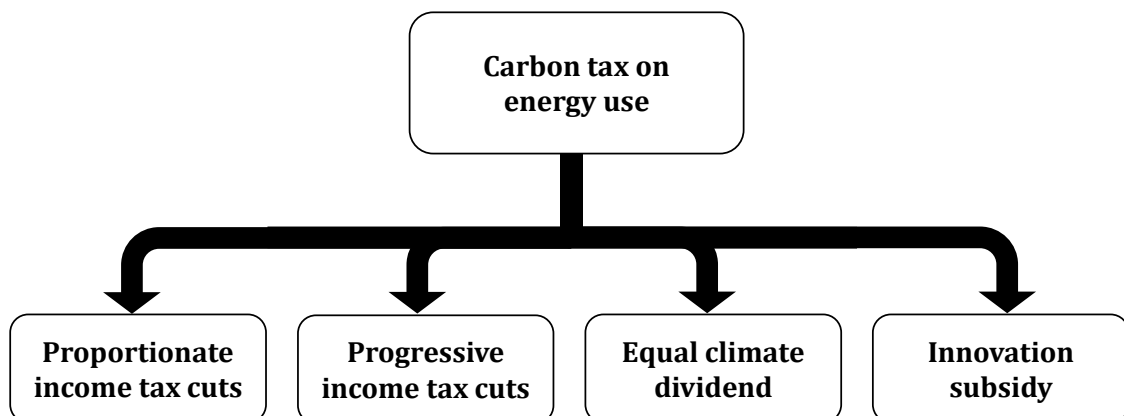 Carbon tax on
energy use
Proportionate
income tax cuts
Progressive
income tax cuts
Equal climate
dividend
Innovation
subsidy